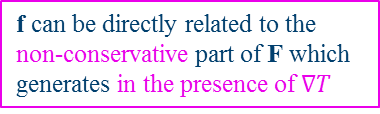 f can be directly related to the
non-conservative part of F which
generates in the presence of ∇T